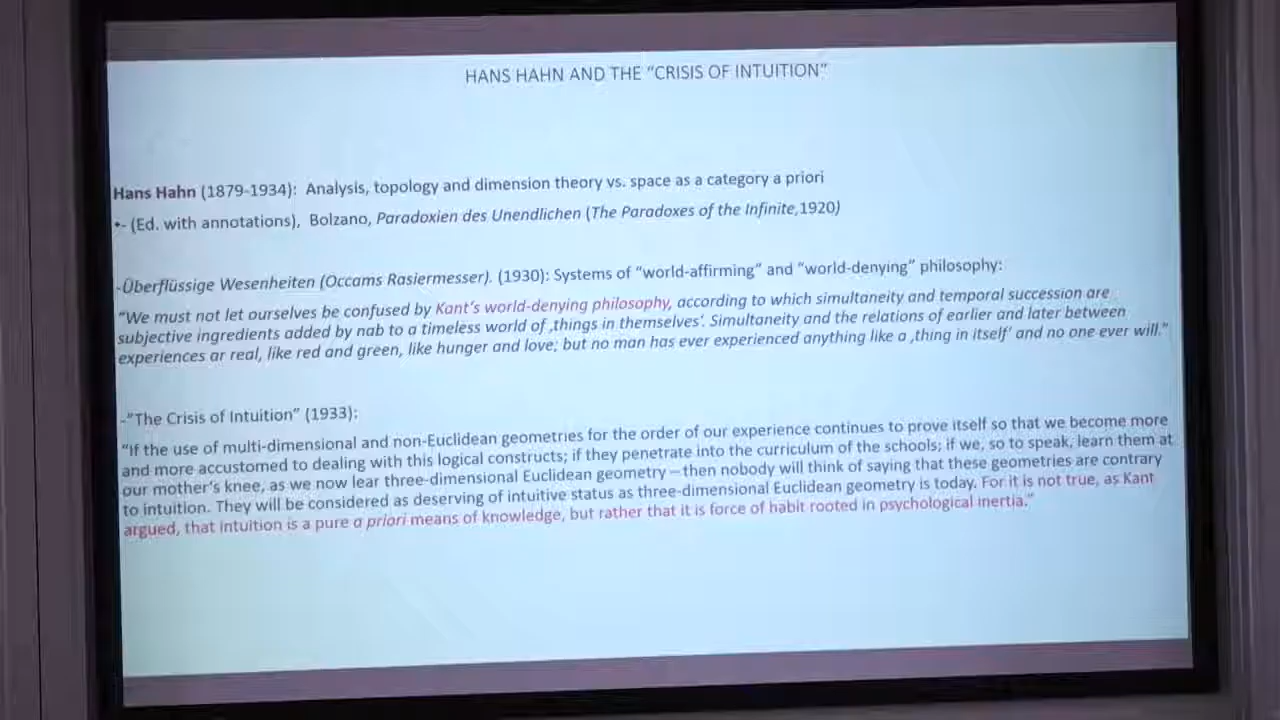 HANS HAHN AND THE "CRISIS OF INTUITION"
Hans Hahn (1879-1934): Analysis, topology and dimension theory vs. space as a category a priori
•- (Ed. with annotations), Bolzano, Paradoxien des Unendlichen (The Paradoxes of the Infinite,1920)
-Überflüssige Wesenheiten (Occams Rasiermesser). (1930): Systems of "world-affirming" and "world-denying" philosophy:
"We must not let ourselves be confused by Kant's world-denying philosophy, according to which simultaneity and temporal succession are
subjective ingredients added by nab to a timeless world of ‚things in themselves'. Simultaneity and the relations of earlier and later between
experiences ar real, like red and green, like hunger and love; but no man has ever experienced anything like a ‚thing in itself' and no one ever will."
-"The Crisis of Intuition" (1933):
"If the use of multi-dimensional and non-Euclidean geometries for the order of our experience continues to prove itself so that we become more
and more accustomed to dealing with this logical constructs; if they penetrate into the curriculum of the schools; if we, so to speak, learn them at
our mother's knee, as we now lear three-dimensional Euclidean geometry – then nobody will think of saying that these geometries are contrary
to intuition. They will be considered as deserving of intuitive status as three-dimensional Euclidean geometry is today. For it is not true, as Kant
argued, that intuition is a pure a priori means of knowledge, but rather that it is force of habit rooted in psychological inertia."